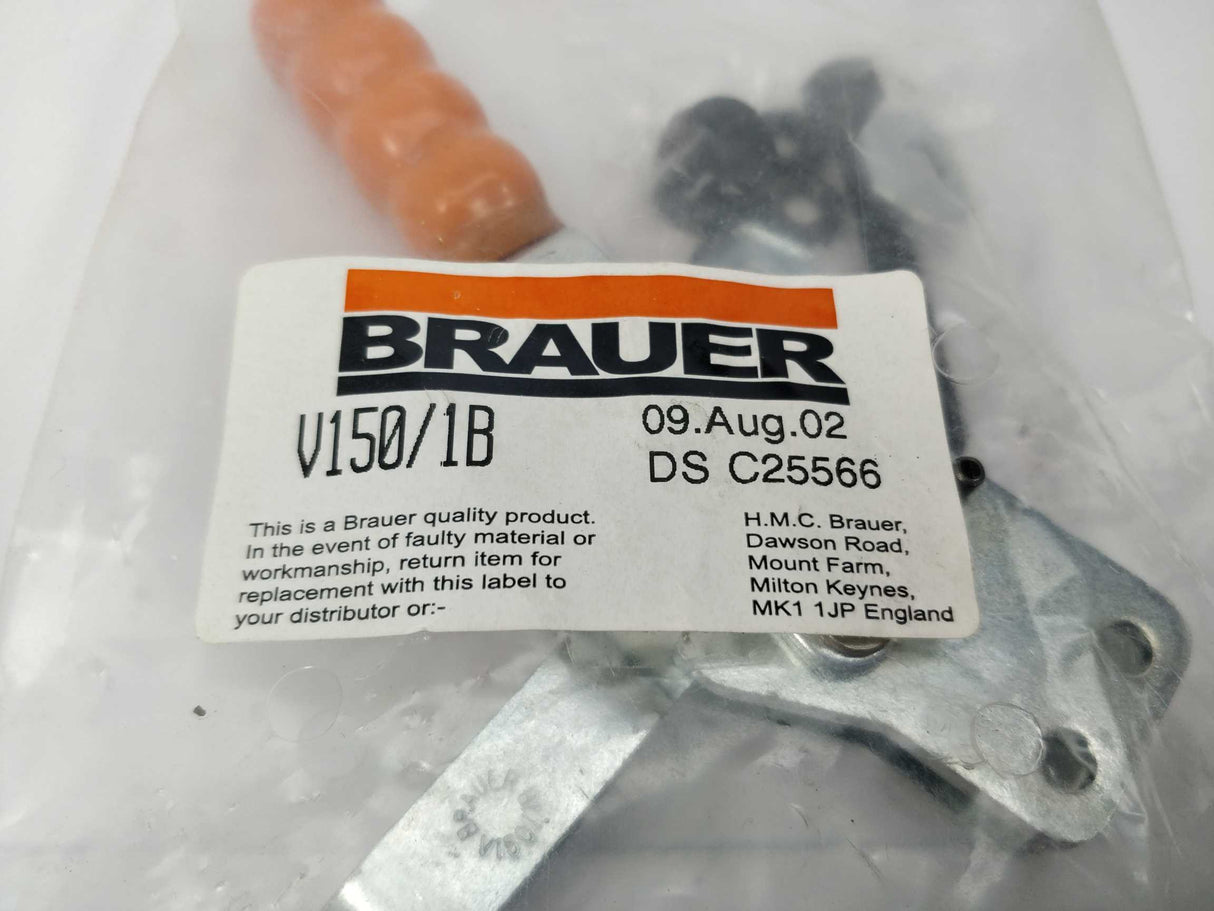 BRAUER
V150/1B
09.Aug.02
DS C25566
This is a Brauer quality product.
In the event of faulty material or
workmanship, return item for
replacement with this label to
your distributor or:-
H.M.C. Brauer,
Dawson Road,
Mount Farm,
Milton Keynes,
MK1 1JP England